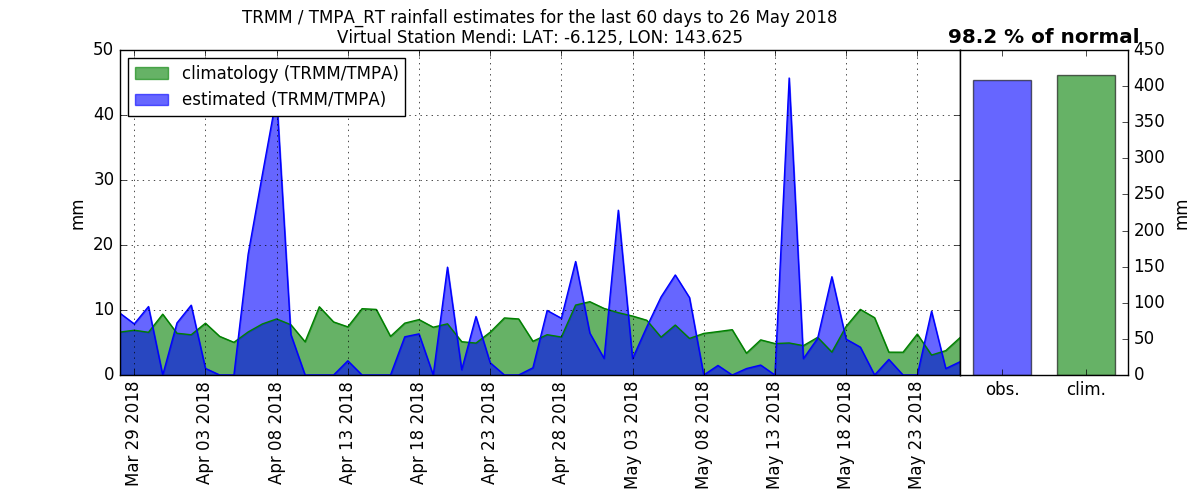 TRMM / TMPA_RT rainfall estimates for the last 60 days to 26 May 2018
Virtual Station Mendi: LAT: -6.125, LON: 143.625
98.2 % of normal
climatology (TRMM/TMPA)
estimated (TRMM/TMPA)
50
40
30
20
10
0
mm
Mar 29 2018
Apr 03 2018
Apr 08 2018
Apr 13 2018
Apr 18 2018
Apr 23 2018
Apr 28 2018
May 03 2018
May 08 2018
May 13 2018
May 18 2018
May 23 2018
450
400
350
300
250
200
150
100
50
0
mm
obs.
clim.